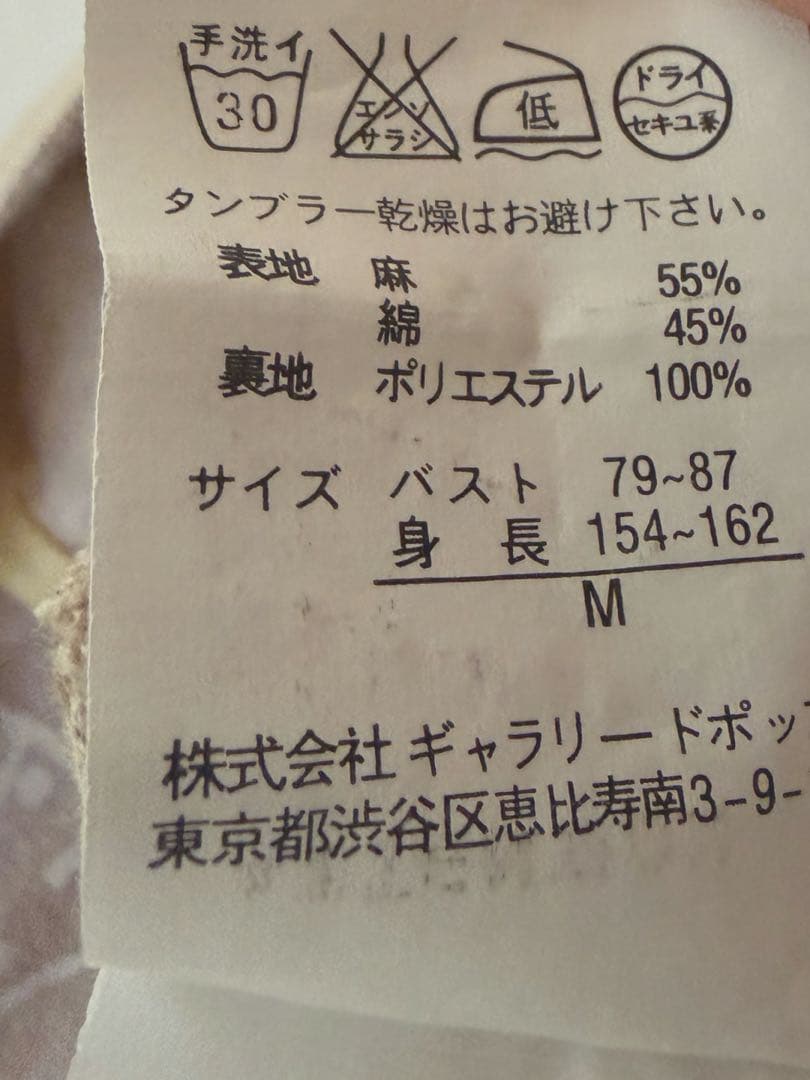 手洗イ 30 エンソサラシ 低 ドライ セキユ系
タンブラー乾燥はお避け下さい。
表地 麻 55%
綿 45%
裏地 ポリエステル 100%
サイズ バスト 79~87
身長 154~162
M
株式会社 ギャラリードポッ
東京都渋谷区恵比寿南3-9-